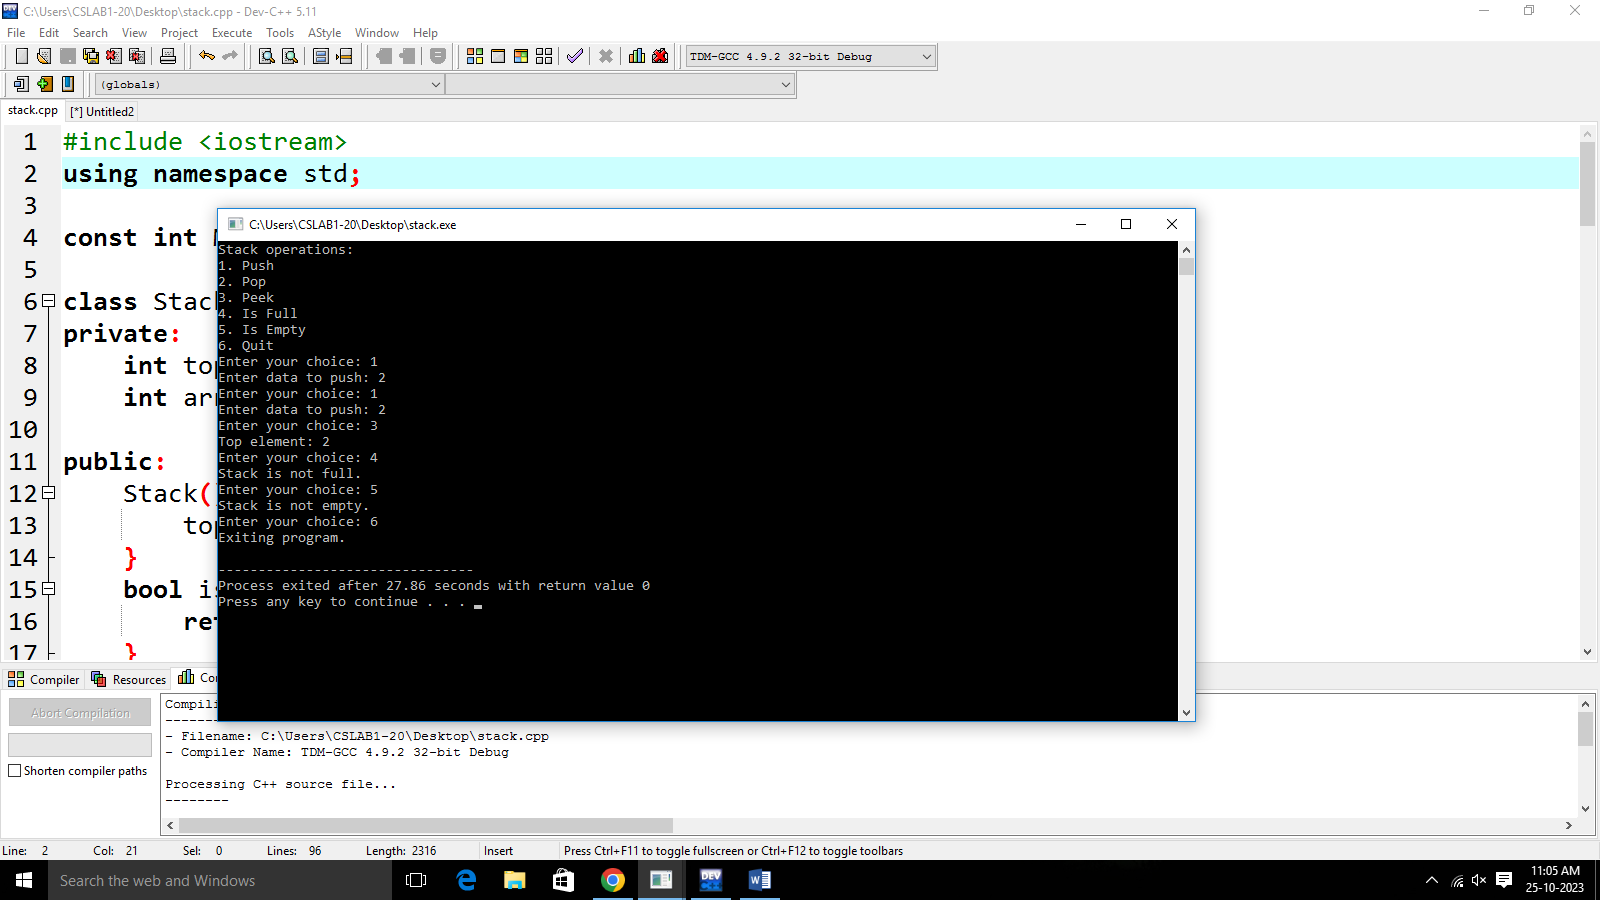 C:\Users\CSLAB1-20\Desktop\stack.cpp - Dev-C++ 5.11
File Edit Search View Project Execute Tools AStyle Window Help
TDM-GCC 4.9.2 32-bit Debug
(globals)
stack.cpp [*] Untitled2
1 #include <iostream>
2 using namespace std;
3
4 const int
5
6 class Stac
7 private:
8 int to
9 int ar
10
11 public:
12 Stack(
13 to
14 }
15 bool i
16 ret
17 }
C:\Users\CSLAB1-20\Desktop\stack.exe
Stack operations:
1. Push
2. Pop
3. Peek
4. Is Full
5. Is Empty
6. Quit
Enter your choice: 1
Enter data to push: 2
Enter your choice: 1
Enter data to push: 2
Enter your choice: 3
Top element: 2
Enter your choice: 4
Stack is not full.
Enter your choice: 5
Stack is not empty.
Enter your choice: 6
Exiting program.
--------------------------------
Process exited after 27.86 seconds with return value 0
Press any key to continue . . .
Compiler Resources Co
Abort Compilation
Shorten compiler paths
Compili
-------
- Filename: C:\Users\CSLAB1-20\Desktop\stack.cpp
- Compiler Name: TDM-GCC 4.9.2 32-bit Debug
Processing C++ source file...
--------
Line: 2 Col: 21 Sel: 0 Lines: 96 Length: 2316 Insert Press Ctrl+F11 to toggle fullscreen or Ctrl+F12 to toggle toolbars
Search the web and Windows
DEV
11:05 AM
25-10-2023